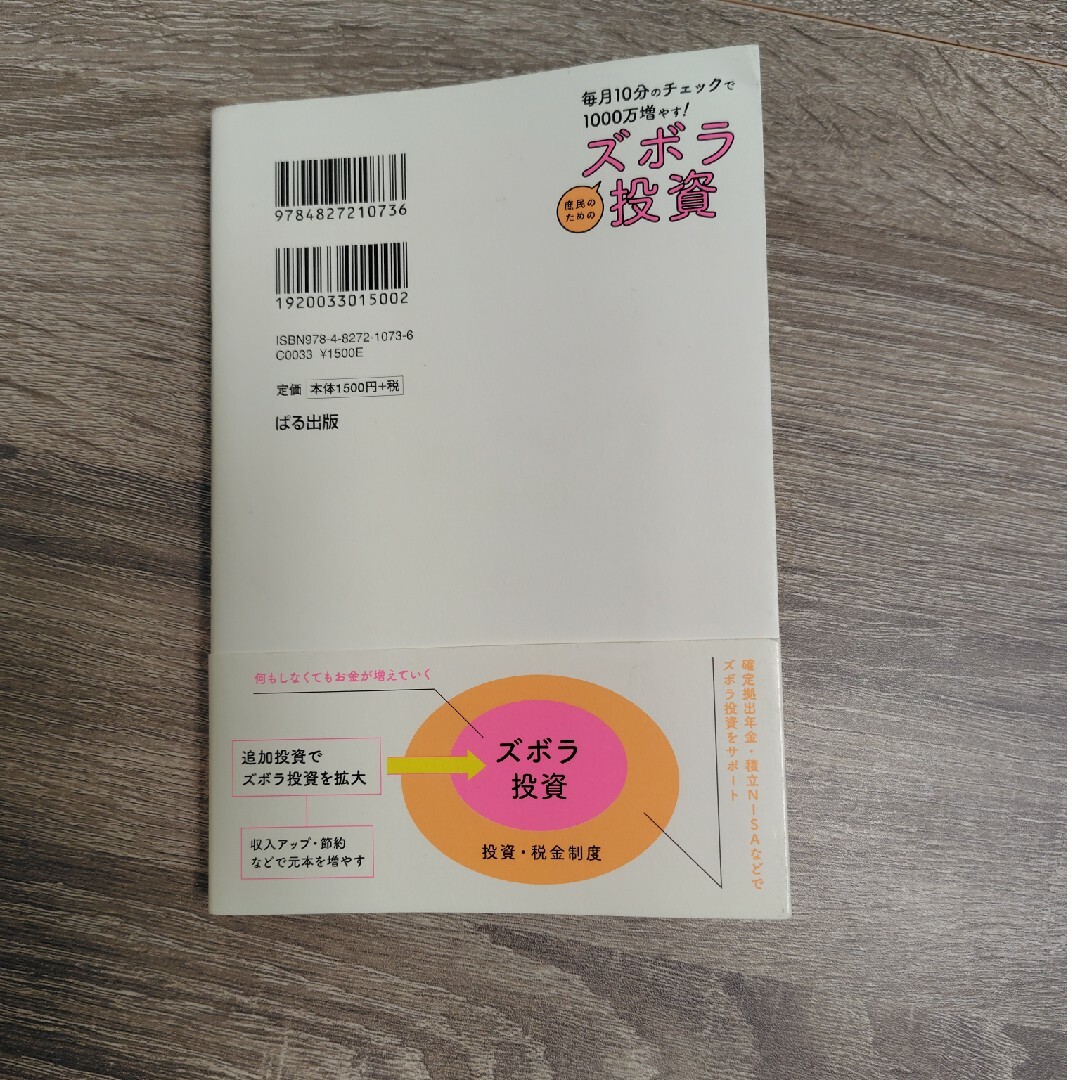 毎月10分のチェックで
1000万増やす!
ズボラ
投資
庶民の
ための
9784827210736
1920033015002
ISBN978-4-8272-1073-6
C0033 ¥1500E
定価 本体1500円+税
ぱる出版
何もしなくてもお金が増えていく
追加投資で
ズボラ投資を拡大
収入アップ・節約
などで元本を増やす
ズボラ
投資
投資・税金制度
確定拠出年金・積立NISAなどで
ズボラ投資をサポート